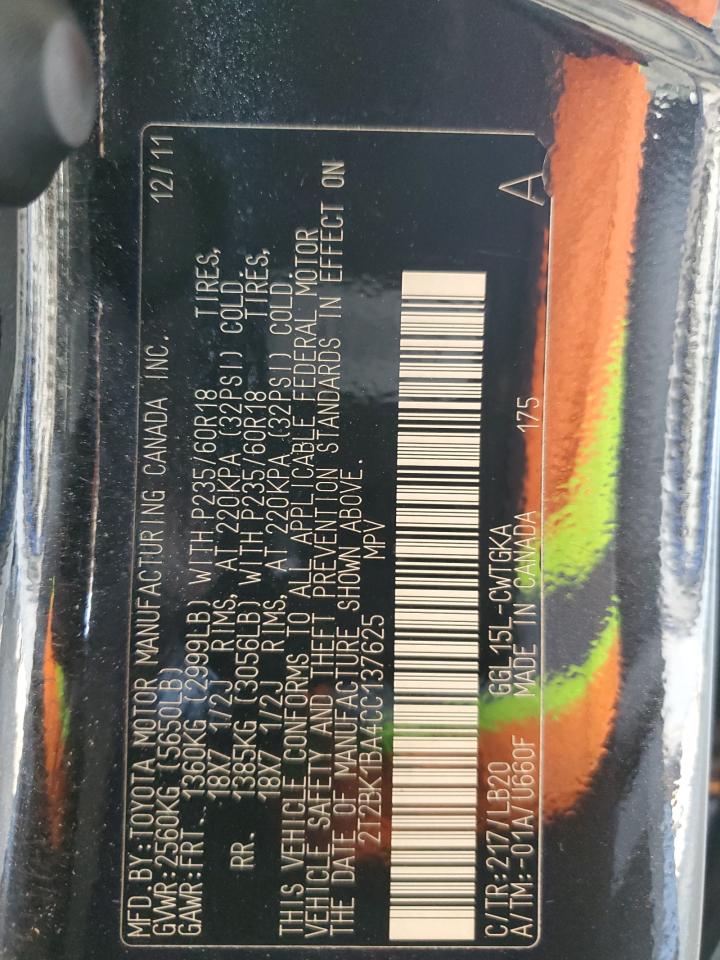 MFD.BY:TOYOTA MOTOR MANUFACTURING CANADA INC. 12/11
GVWR:2560KG (5650LB)
GAWR:FRT. 1360KG (2999LB) WITH P235/60R18 TIRES,
18X7 1/2J RIMS, AT 220KPA (32PSI) COLD.
RR. 1385KG (3056LB) WITH P235/60R18 TIRES,
18X7 1/2J RIMS, AT 220KPA (32PSI) COLD.
THIS VEHICLE CONFORMS TO ALL APPLICABLE FEDERAL MOTOR
VEHICLE SAFETY AND THEFT PREVENTION STANDARDS IN EFFECT ON
THE DATE OF MANUFACTURE SHOWN ABOVE.
2T2BK1BA4CC137625 MPV
C/TR:217/LB20 GGL15L-CWTGKA A
A/TM:-01A/U660F MADE IN CANADA 175